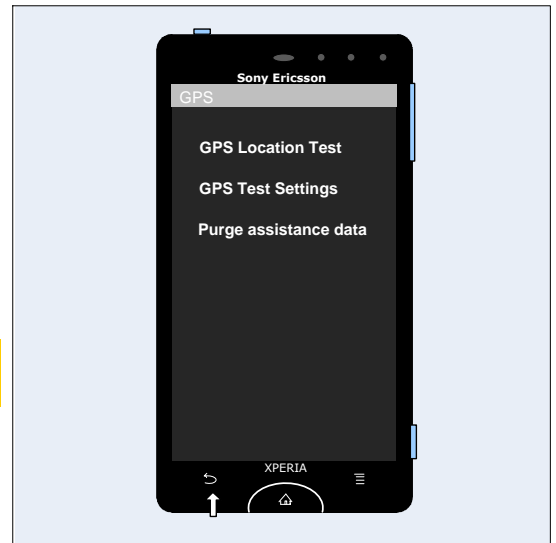 Sony Ericsson
GPS
GPS Location Test
GPS Test Settings
Purge assistance data
XPERIA